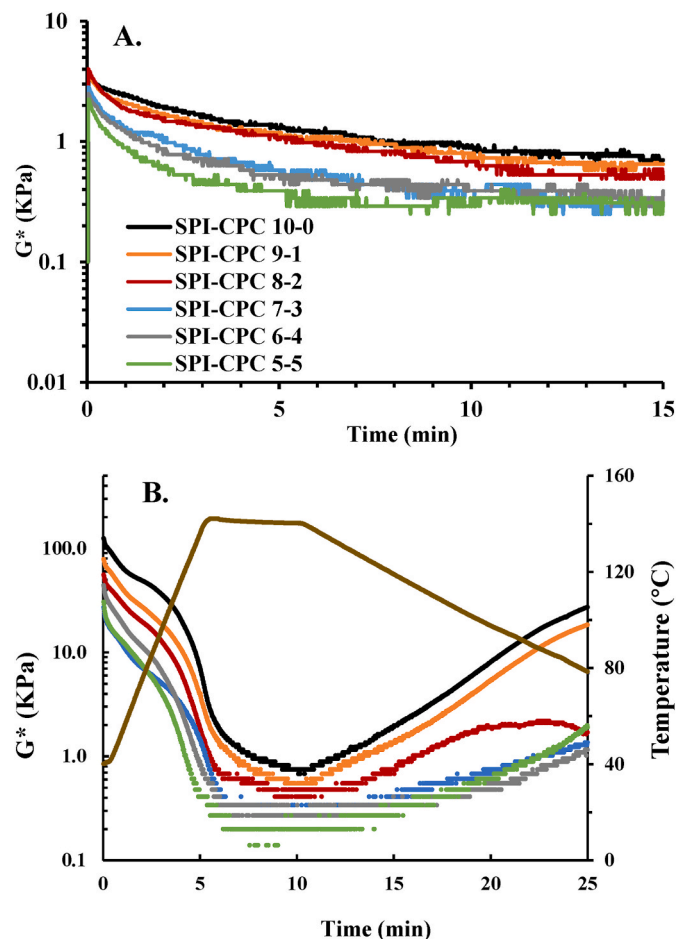 A.
10
1
0.1
0.01
G* (KPa)
SPI-CPC 10-0
SPI-CPC 9-1
SPI-CPC 8-2
SPI-CPC 7-3
SPI-CPC 6-4
SPI-CPC 5-5
0 5 10 15
Time (min)
B.
100.0
10.0
1.0
0.1
G* (KPa)
160
120
80
40
0
Temperature (°C)
0 5 10 15 20 25
Time (min)